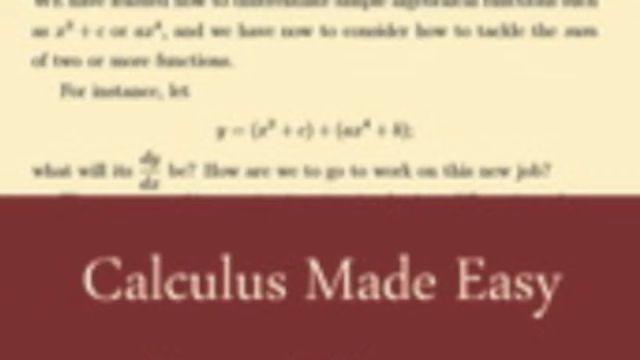 We have learned how to differentiate simple algebraical functions such
as x² + c or ax⁴, and we have now to consider how to tackle the sum
of two or more functions.
For instance, let
y = (x² + c) + (ax⁴ + b);
what will its dy/dx be? How are we to go to work on this new job?
Calculus Made Easy